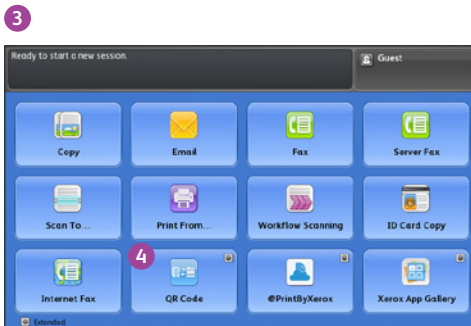 3
Ready to start a new session.
Guest
Copy
Email
Fax
Server Fax
Scan To ...
Print From...
Workflow Scanning
ID Card Copy
4
Internet Fax
QR Code
@PrintByXerox
Xerox App Gallery
Extended